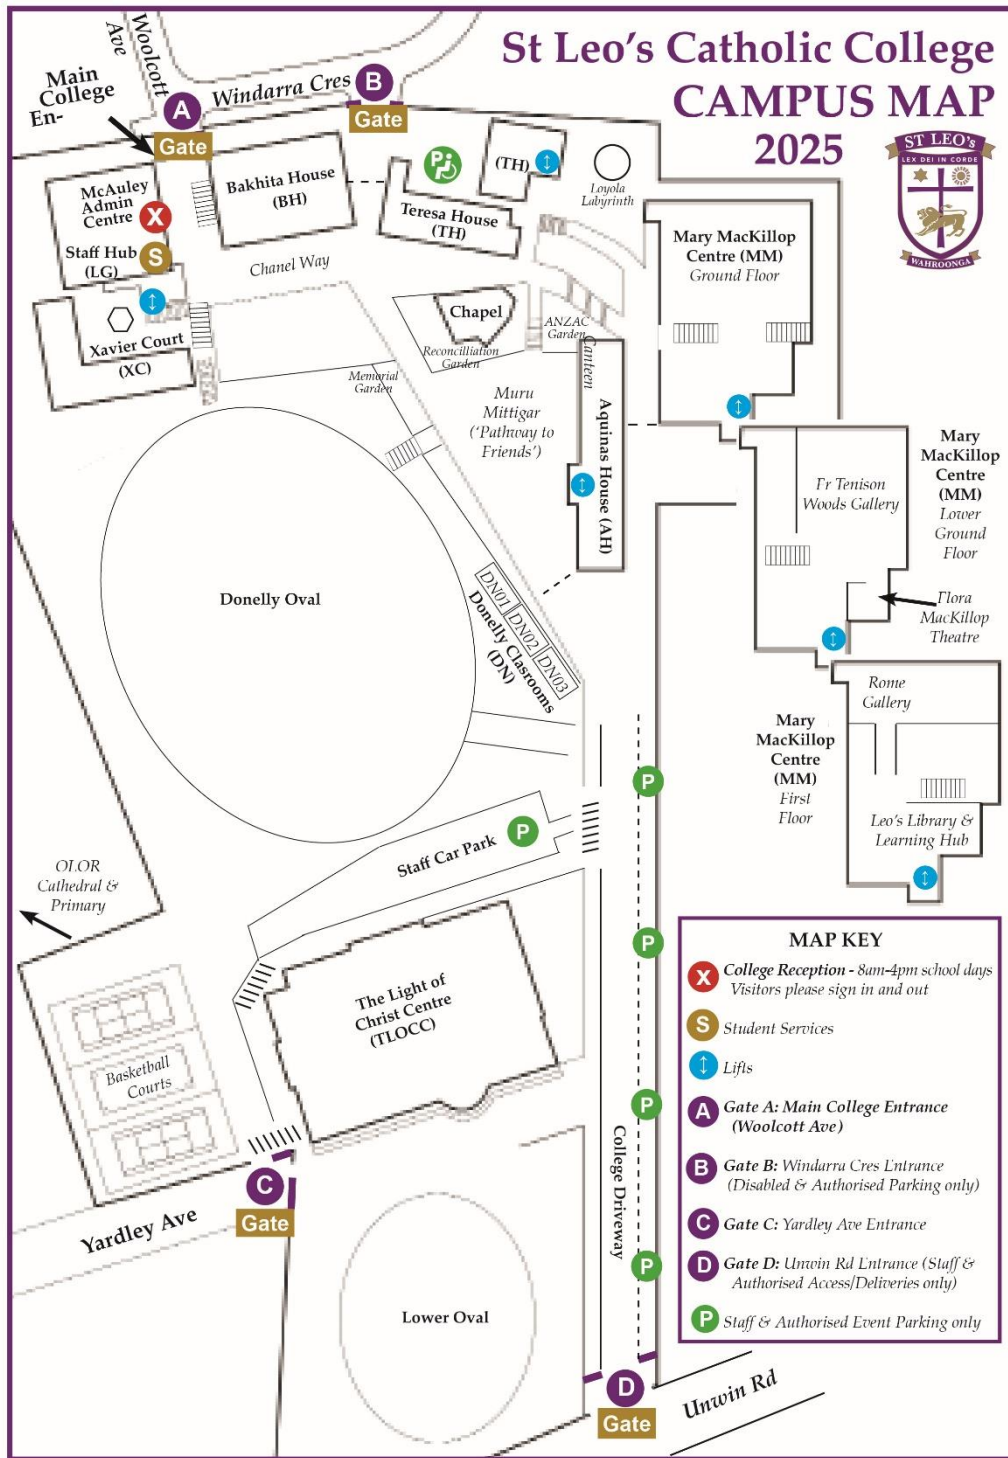 St Leo's Catholic College
CAMPUS MAP
2025
ST LEO's
LEX DEI IN CORDE
WAHROONGA
Woolcott
Ave
Main
College
En-
A
Gate
Windarra Cres
B
Gate
McAuley
Admin
Centre
X
Staff Hub
(LG)
S
Bakhita House
(BH)
P
Teresa House
(TH)
(TH)
Loyola
Labyrinth
Chanel Way
Xavier Court
(XC)
Mary MacKillop
Centre (MM)
Ground Floor
Chapel
Reconcilliation
Garden
ANZAC
Garden
Canteen
Memorial
Garden
Muru
Mittigar
('Pathway to
Friends')
Aquinas House (AH)
Fr Tenison
Woods Gallery
Mary
MacKillop
Centre
(MM)
Lower
Ground
Floor
Flora
MacKillop
Theatre
Donelly Oval
DN01
DN02
DN03
Donelly Clasrooms
(DN)
Rome
Gallery
Mary
MacKillop
Centre
(MM)
First
Floor
Leo's Library &
Learning Hub
P
Staff Car Park
P
OLOR
Cathedral &
Primary
P
The Light of
Christ Centre
(TLOCC)
Basketball
Courts
P
College Driveway
P
C
Gate
Yardley Ave
Lower Oval
D
Gate
Unwin Rd
MAP KEY
X College Reception - 8am-4pm school days
Visitors please sign in and out
S Student Services
Lifts
A Gate A: Main College Entrance
(Woolcott Ave)
B Gate B: Windarra Cres Entrance
(Disabled & Authorised Parking only)
C Gate C: Yardley Ave Entrance
D Gate D: Unwin Rd Entrance (Staff &
Authorised Access/Deliveries only)
P Staff & Authorised Event Parking only